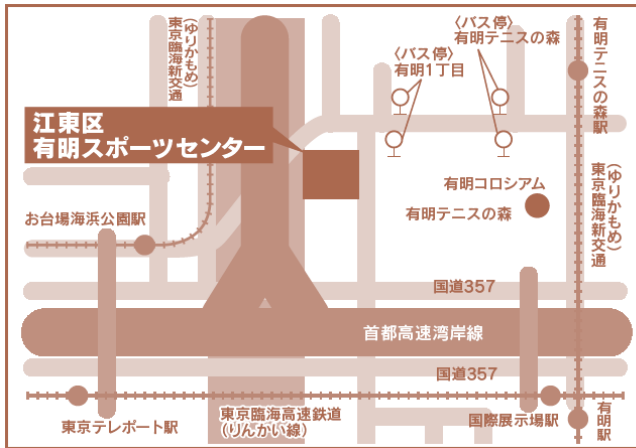 東京臨海新交通
(ゆりかもめ)
〈バス停〉
有明1丁目
〈バス停〉
有明テニスの森
有明テニスの森駅
江東区
有明スポーツセンター
東京臨海新交通
(ゆりかもめ)
有明コロシアム
有明テニスの森
お台場海浜公園駅
国道357
首都高速湾岸線
国道357
東京テレポート駅
東京臨海高速鉄道
(りんかい線)
国際展示場駅
有明駅